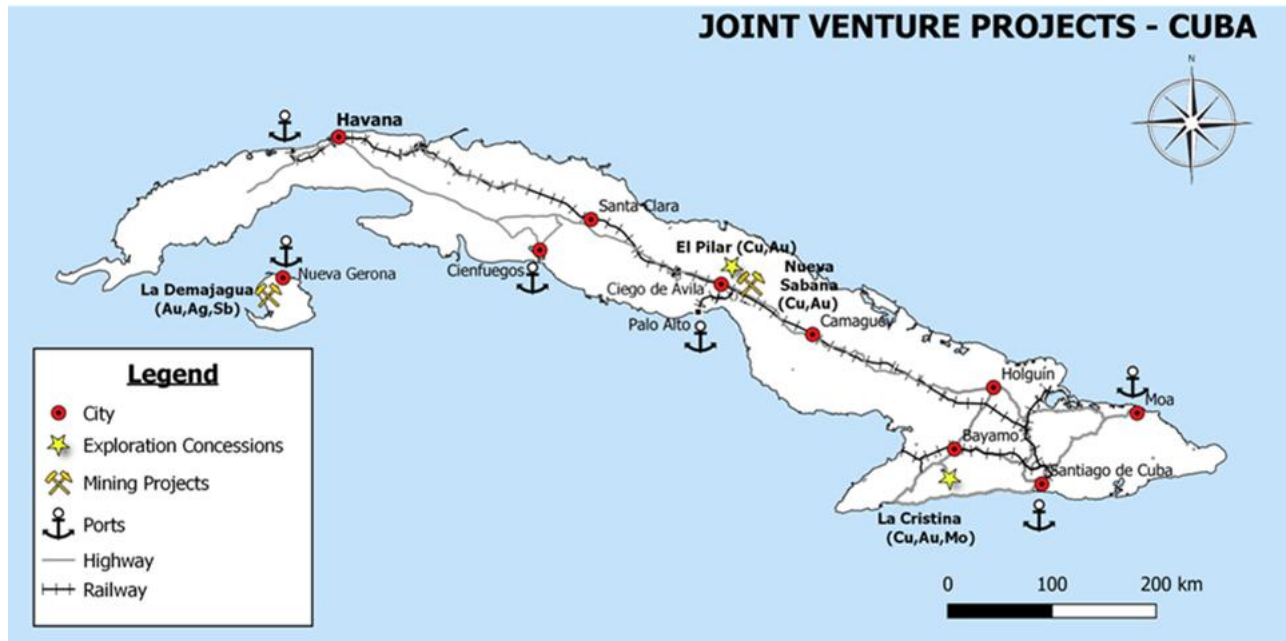 JOINT VENTURE PROJECTS - CUBA
N
Havana
Santa Clara
El Pilar (Cu,Au)
Nueva Gerona
Cienfuegos
Nueva
Sabana
(Cu,Au)
La Demajagua
(Au,Ag,Sb)
Ciego de Avila
Palo Alto
Camaguey
Holguín
Moa
Bayamo
Santiago de Cuba
La Cristina
(Cu,Au,Mo)
Legend
City
Exploration Concessions
Mining Projects
Ports
Highway
Railway
0 100 200 km